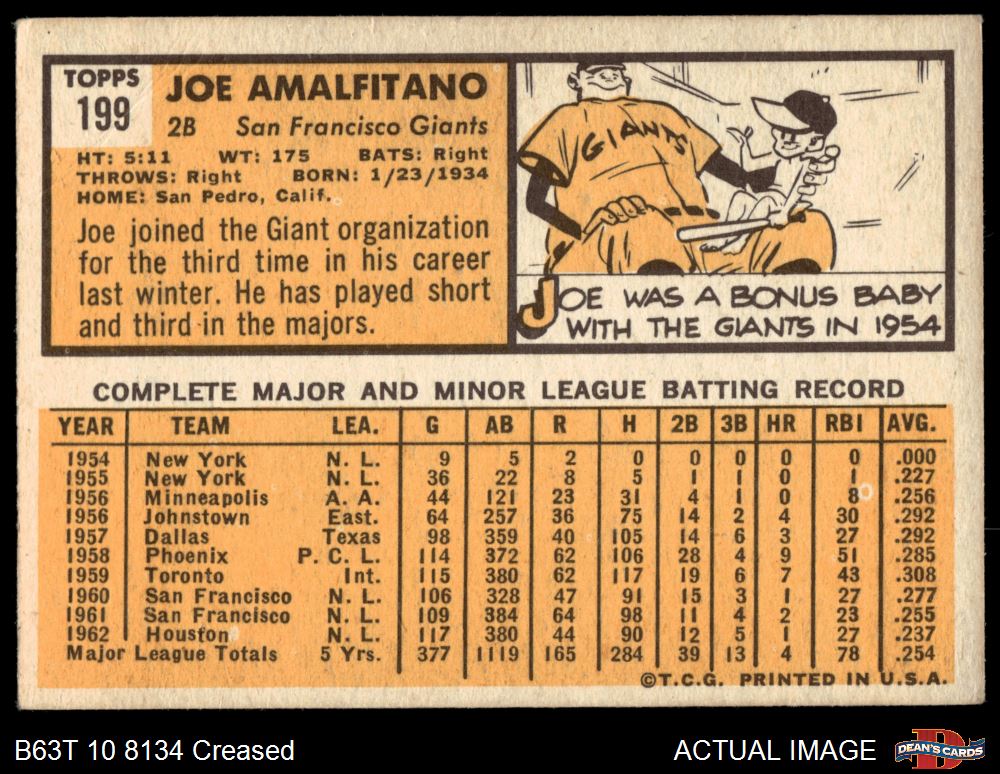 TOPPS
199
JOE AMALFITANO
2B San Francisco Giants
HT: 5:11 WT: 175 BATS: Right
THROWS: Right BORN: 1/23/1934
HOME: San Pedro, Calif.
Joe joined the Giant organization
for the third time in his career
last winter. He has played short
and third in the majors.
GIANTS
JOE WAS A BONUS BABY
WITH THE GIANTS IN 1954
COMPLETE MAJOR AND MINOR LEAGUE BATTING RECORD
YEAR TEAM LEA. G AB R H 2B 3B HR RBI AVG.
1954 New York N. L. 9 5 2 0 0 0 0 0 .000
1955 New York N. L. 36 22 8 5 1 1 0 1 .227
1956 Minneapolis A. A. 44 121 23 31 4 1 0 8 .256
1956 Johnstown East. 64 257 36 75 14 2 4 30 .292
1957 Dallas Texas 98 359 40 105 14 6 3 27 .292
1958 Phoenix P. C. L. 114 372 62 106 28 4 9 51 .285
1959 Toronto Int. 115 380 62 117 19 6 7 43 .308
1960 San Francisco N. L. 106 328 47 91 15 3 1 27 .277
1961 San Francisco N. L. 109 384 64 98 11 4 2 23 .255
1962 Houston N. L. 117 380 44 90 12 5 1 27 .237
Major League Totals 5 Yrs. 377 1119 165 284 39 13 4 78 .254
©T.C.G. PRINTED IN U.S.A.
B63T 10 8134 Creased ACTUAL IMAGE
DEAN'S CARDS